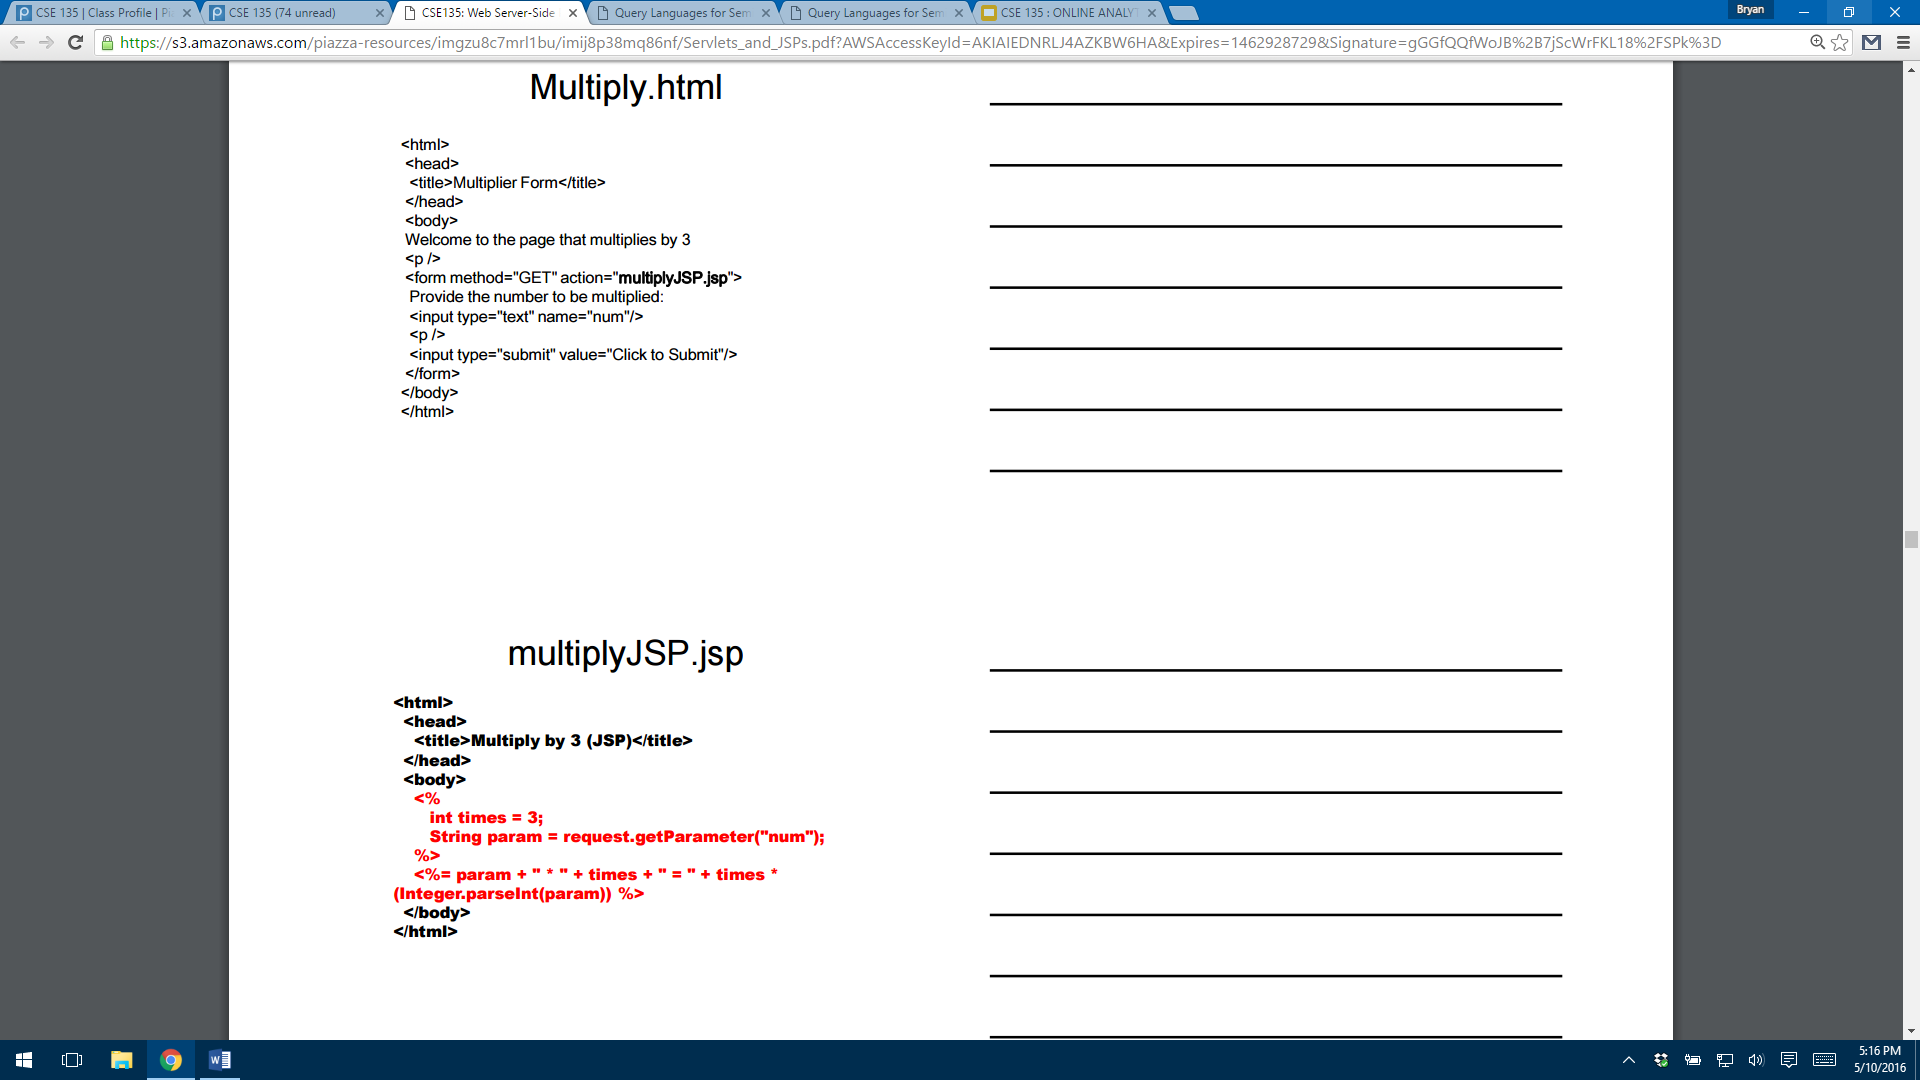 CSE 135 | Class Profile | Pi
CSE 135 (74 unread)
CSE135: Web Server-Side
Query Languages for Sem
Query Languages for Sem
CSE 135 : ONLINE ANALYT
Bryan
https://s3.amazonaws.com/piazza-resources/imgzu8c7mrl1bu/imij8p38mq86nf/Servlets_and_JSPs.pdf?AWSAccessKeyId=AKIAIEDNRLJ4AZKBW6HA&Expires=1462928729&Signature=gGGfQQfWoJB%2B7jScWrFKL18%2FSPk%3D
Multiply.html
<html>
<head>
<title>Multiplier Form</title>
</head>
<body>
Welcome to the page that multiplies by 3
<p />
<form method="GET" action="multiplyJSP.jsp">
Provide the number to be multiplied:
<input type="text" name="num"/>
<p />
<input type="submit" value="Click to Submit"/>
</form>
</body>
</html>
multiplyJSP.jsp
<html>
<head>
<title>Multiply by 3 (JSP)</title>
</head>
<body>
<%
int times = 3;
String param = request.getParameter("num");
%>
<%= param + " * " + times + " = " + times *
(Integer.parseInt(param)) %>
</body>
</html>
5:16 PM
5/10/2016